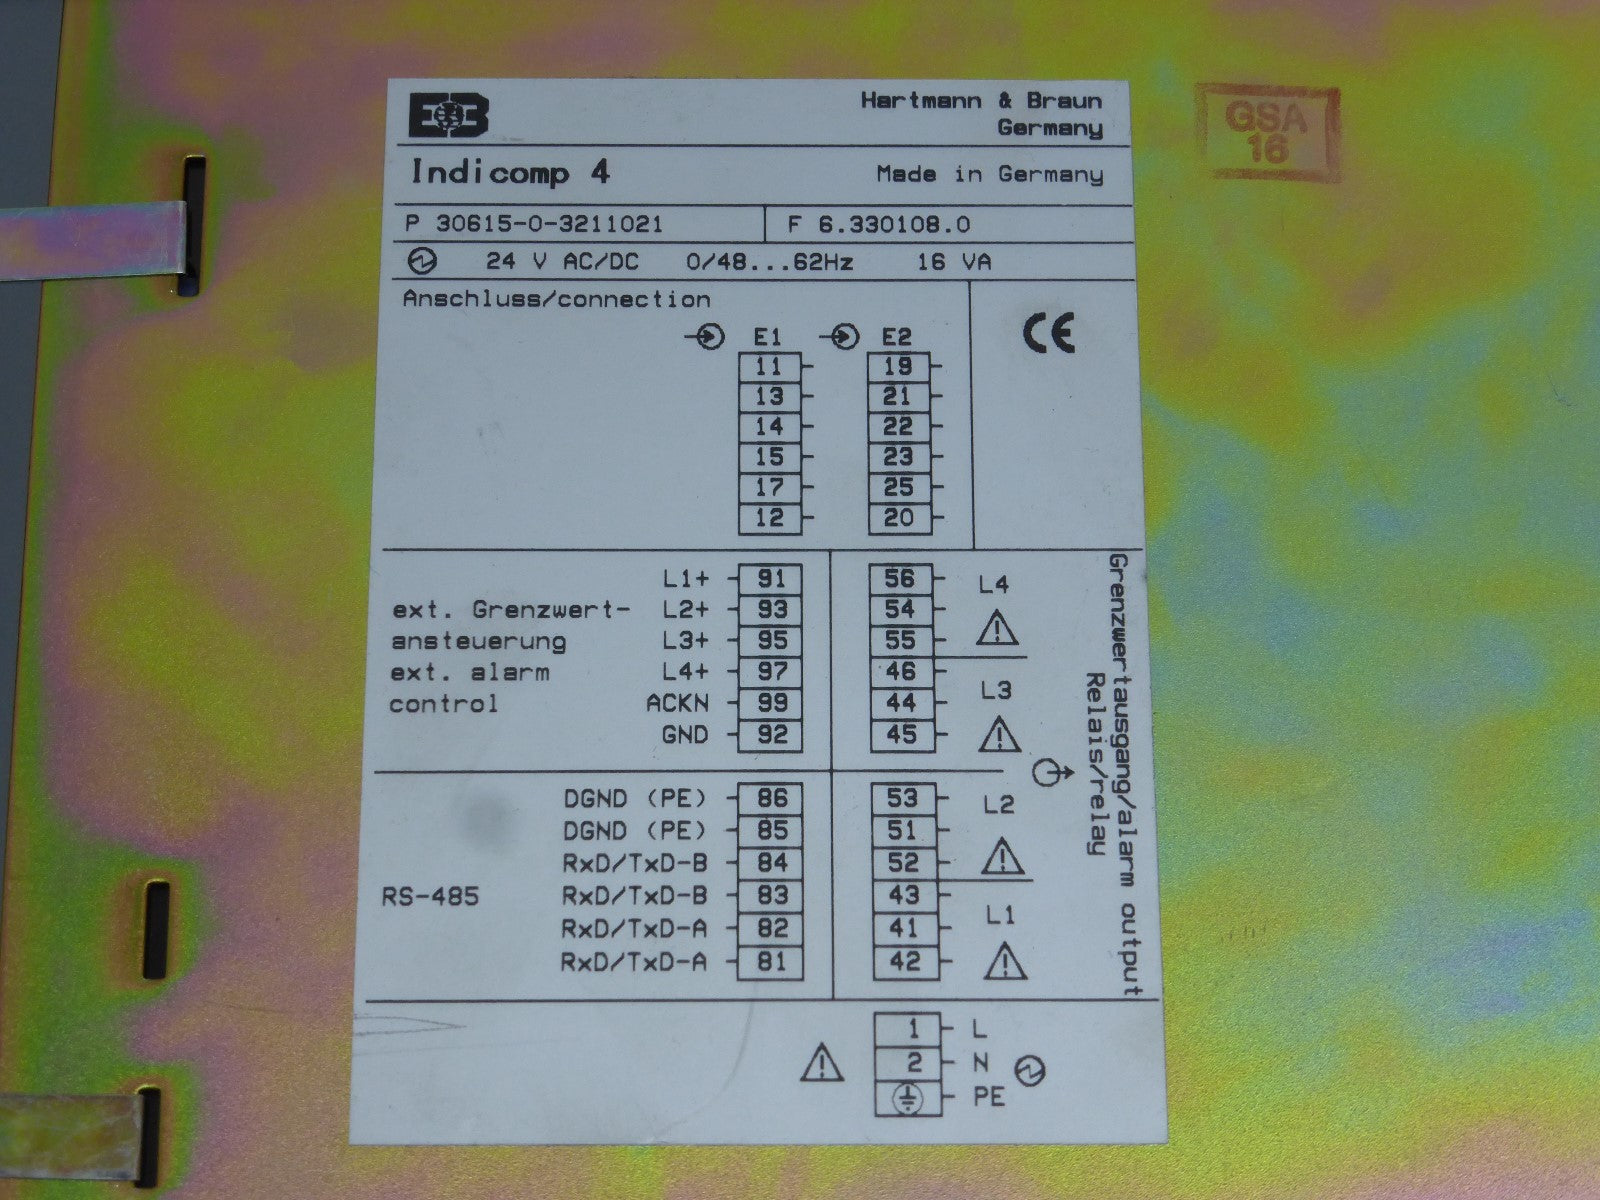 Hartmann & Braun
Germany
GSA
16
Indicomp 4 Made in Germany
P 30615-0-3211021 F 6.330108.0
24 V AC/DC 0/48...62Hz 16 VA
Anschluss/connection
CE
E1 E2
11 19
13 21
14 22
15 23
17 25
12 20
L1+ 91 56 L4
ext. Grenzwert- L2+ 93 54
ansteuerung L3+ 95 55
ext. alarm L4+ 97 46 L3
control ACKN 99 44
GND 92 45
Grenzwertausgang/alarm output
Relais/relay
DGND (PE) 86 53 L2
DGND (PE) 85 51
RxD/TxD-B 84 52
RS-485 RxD/TxD-B 83 43 L1
RxD/TxD-A 82 41
RxD/TxD-A 81 42
1 L
2 N
PE